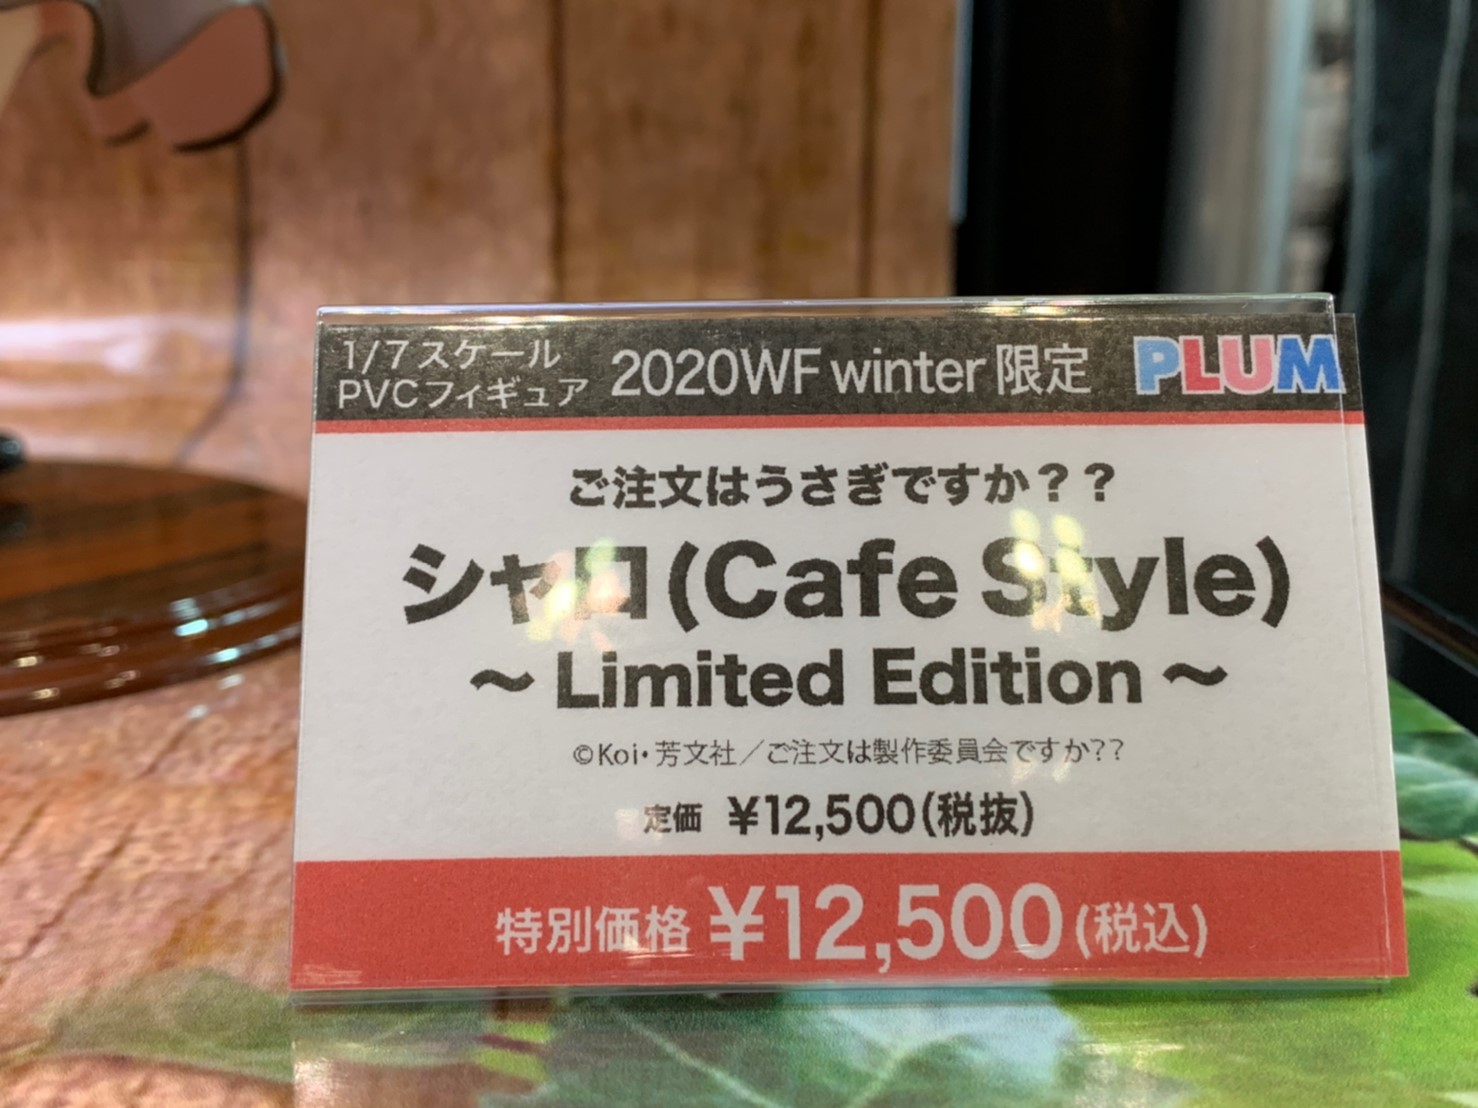 1/7スケール
PVCフィギュア
2020WF winter 限定
PLUM
ご注文はうさぎですか？？
シャロ(Cafe Style)
～Limited Edition～
©Koi・芳文社／ご注文は製作委員会ですか??
定価 ¥12,500(税抜)
特別価格 ¥12,500(税込)